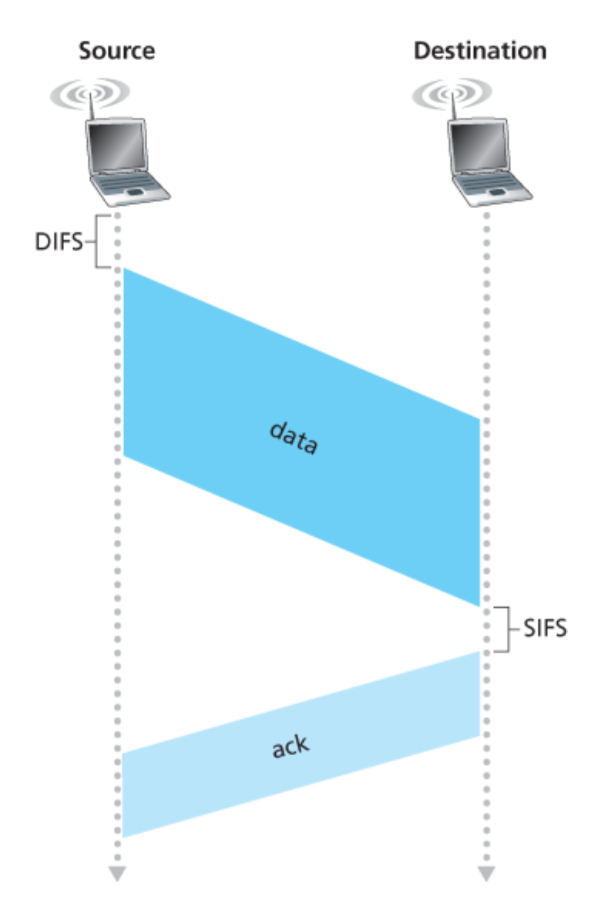 Source
Destination
DIFS
data
SIFS
ack